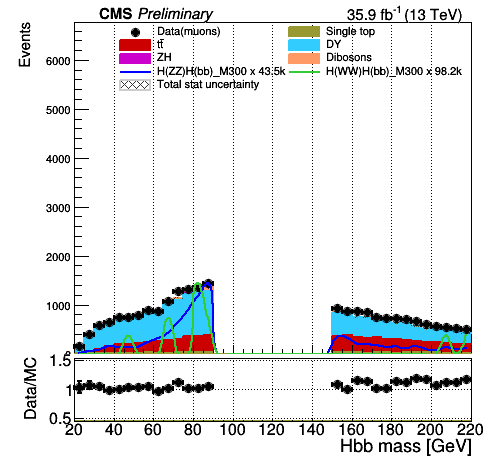 CMS Preliminary 35.9 fb⁻¹ (13 TeV)
Events
Data(muons) Single top
tt̄ DY
ZH Dibosons
H(ZZ)H(bb)_M300 x 43.5k H(WW)H(bb)_M300 x 98.2k
Total stat uncertainty
6000
5000
4000
3000
2000
1000
0
Data/MC
1.5
1
0.5
20 40 60 80 100 120 140 160 180 200 220
Hbb mass [GeV]